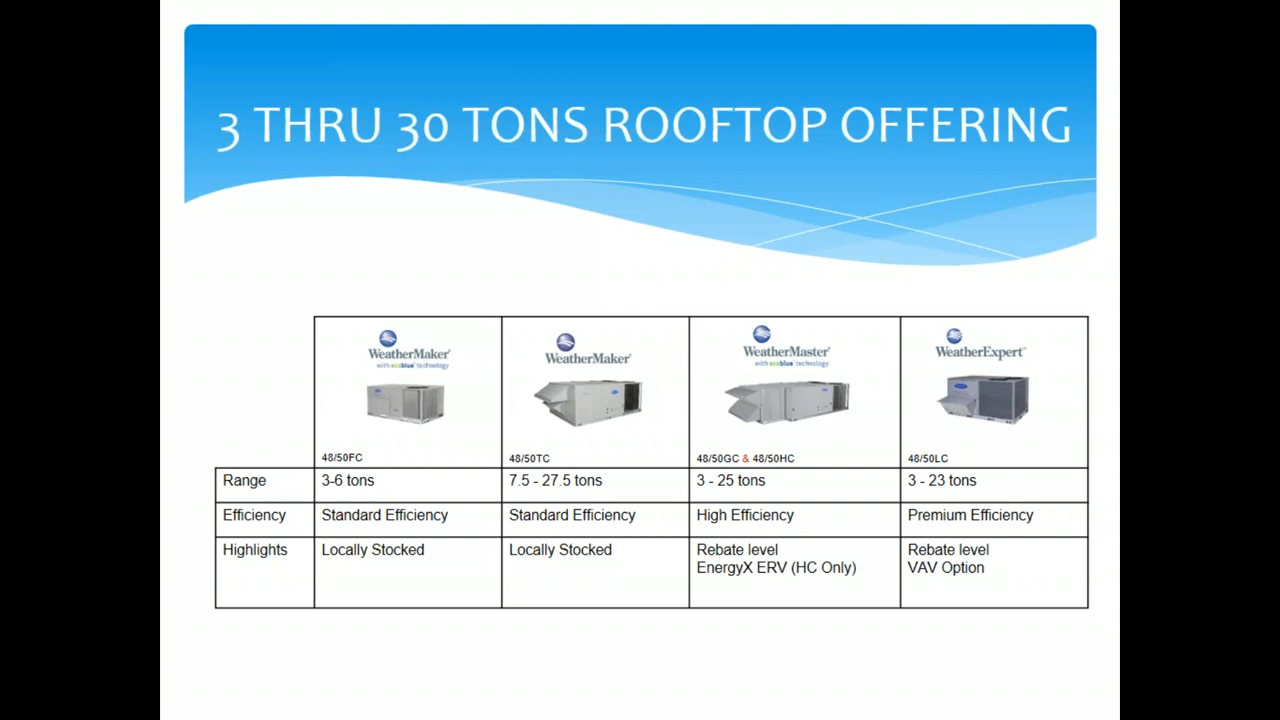 3 THRU 30 TONS ROOFTOP OFFERING
WeatherMaker®
with ecoblue™ technology
48/50FC
WeatherMaker®
48/50TC
WeatherMaster®
with ecoblue™ technology
48/50GC & 48/50HC
WeatherExpert™
48/50LC
Range
3-6 tons
7.5 - 27.5 tons
3 - 25 tons
3 - 23 tons
Efficiency
Standard Efficiency
Standard Efficiency
High Efficiency
Premium Efficiency
Highlights
Locally Stocked
Locally Stocked
Rebate level
EnergyX ERV (HC Only)
Rebate level
VAV Option